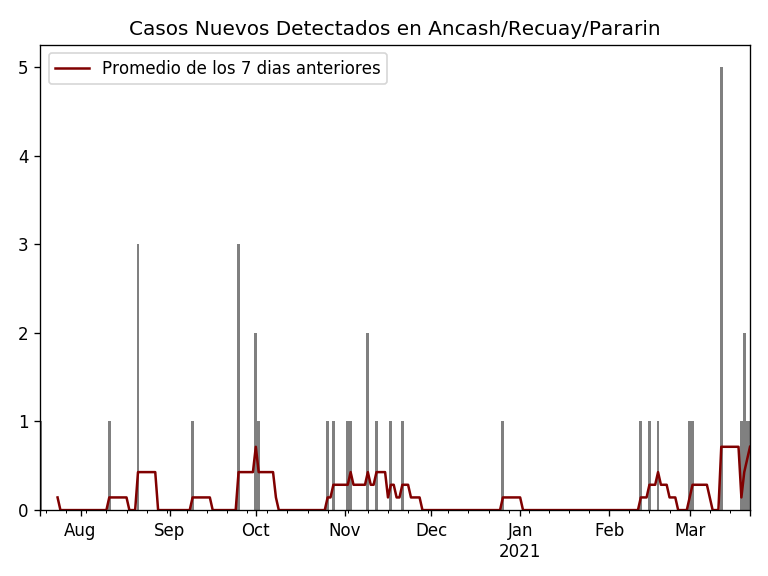 Casos Nuevos Detectados en Ancash/Recuay/Pararin
Promedio de los 7 dias anteriores
5
4
3
2
1
0
Aug Sep Oct Nov Dec Jan Feb Mar
2021